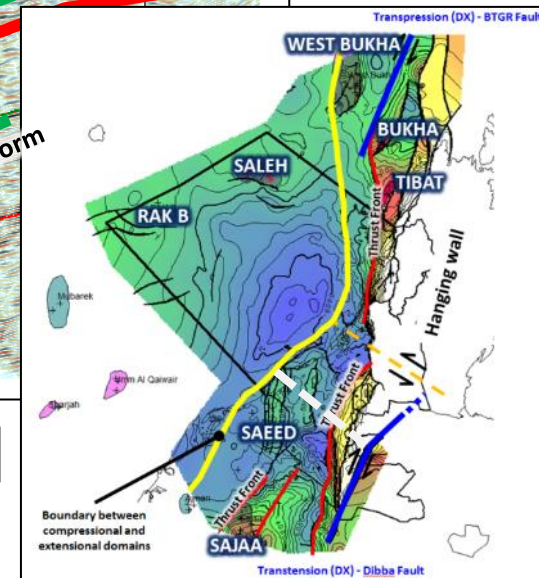 Transpression (DX) - BTGR Fault
WEST BUKHA
BUKHA
SALEH
TIBAT
RAK B
Thrust Front
orm
Hanging wall
Mubarek
Umm Al Qaiwair
Thrust Front
SAEED
Thrust Front
Boundary between
compressional and
extensional domains
SAJAA
Transtension (DX) - Dibba Fault